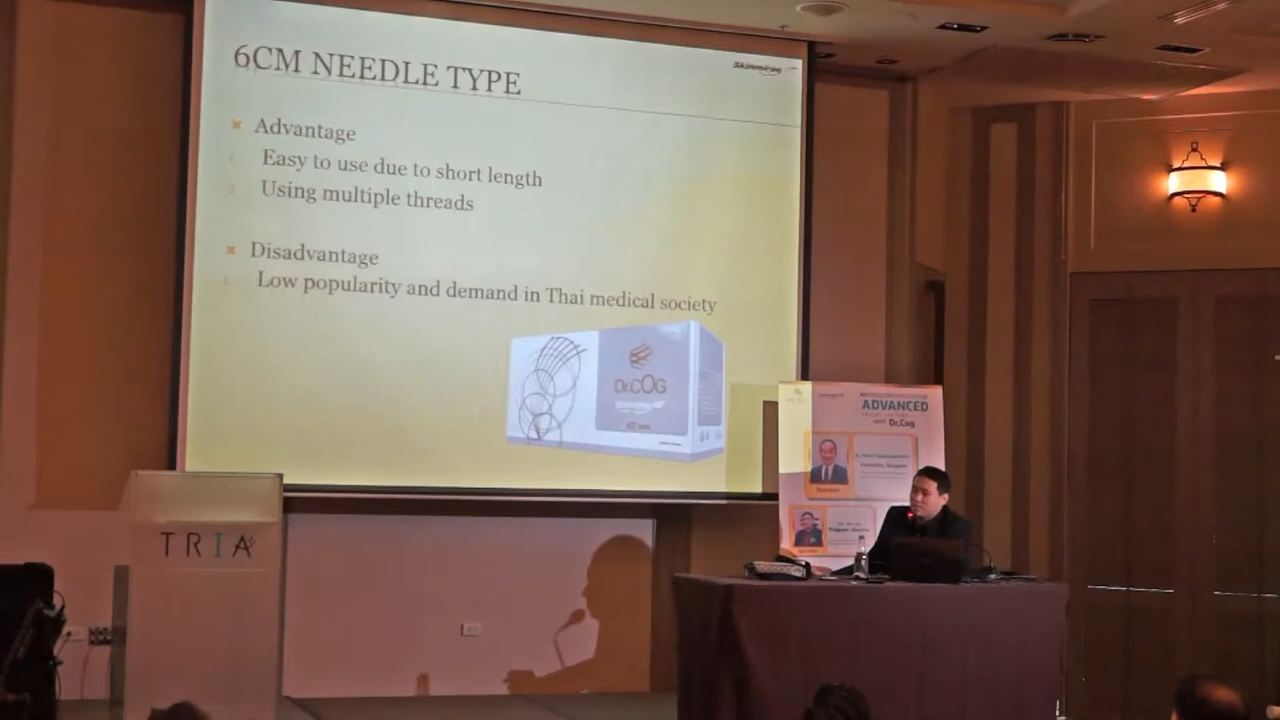 6CM NEEDLE TYPE
Advantage
Easy to use due to short length
Using multiple threads
Disadvantage
Low popularity and demand in Thai medical society
Dr.COG
ADVANCED
with Dr.Cog
TRIA